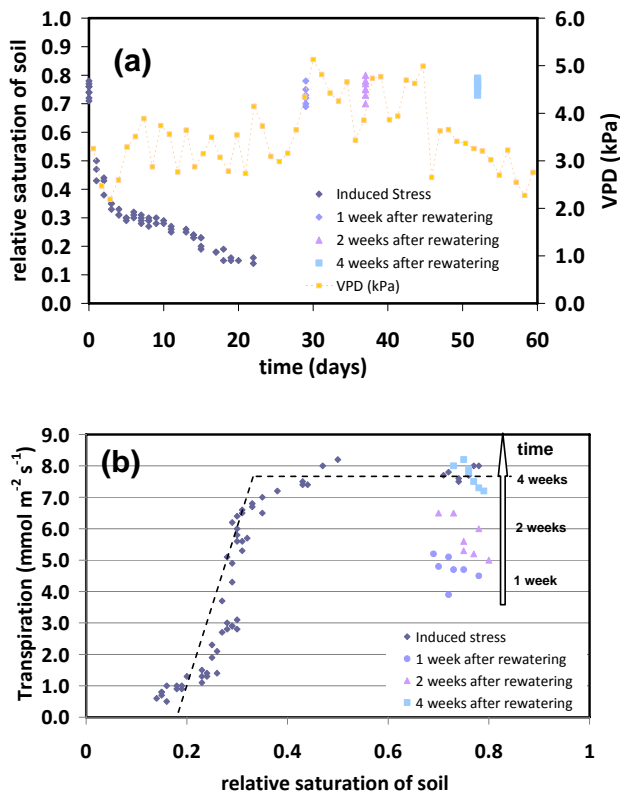 (a)
relative saturation of soil
1.0
0.9
0.8
0.7
0.6
0.5
0.4
0.3
0.2
0.1
0.0
6.0
5.0
4.0
3.0
2.0
1.0
0.0
VPD (kPa)
Induced Stress
1 week after rewatering
2 weeks after rewatering
4 weeks after rewatering
VPD (kPa)
0 10 20 30 40 50 60
time (days)
(b)
Transpiration (mmol m⁻² s⁻¹)
9.0
8.0
7.0
6.0
5.0
4.0
3.0
2.0
1.0
0.0
time
4 weeks
2 weeks
1 week
Induced stress
1 week after rewatering
2 weeks after rewatering
4 weeks after rewatering
0 0.2 0.4 0.6 0.8 1
relative saturation of soil